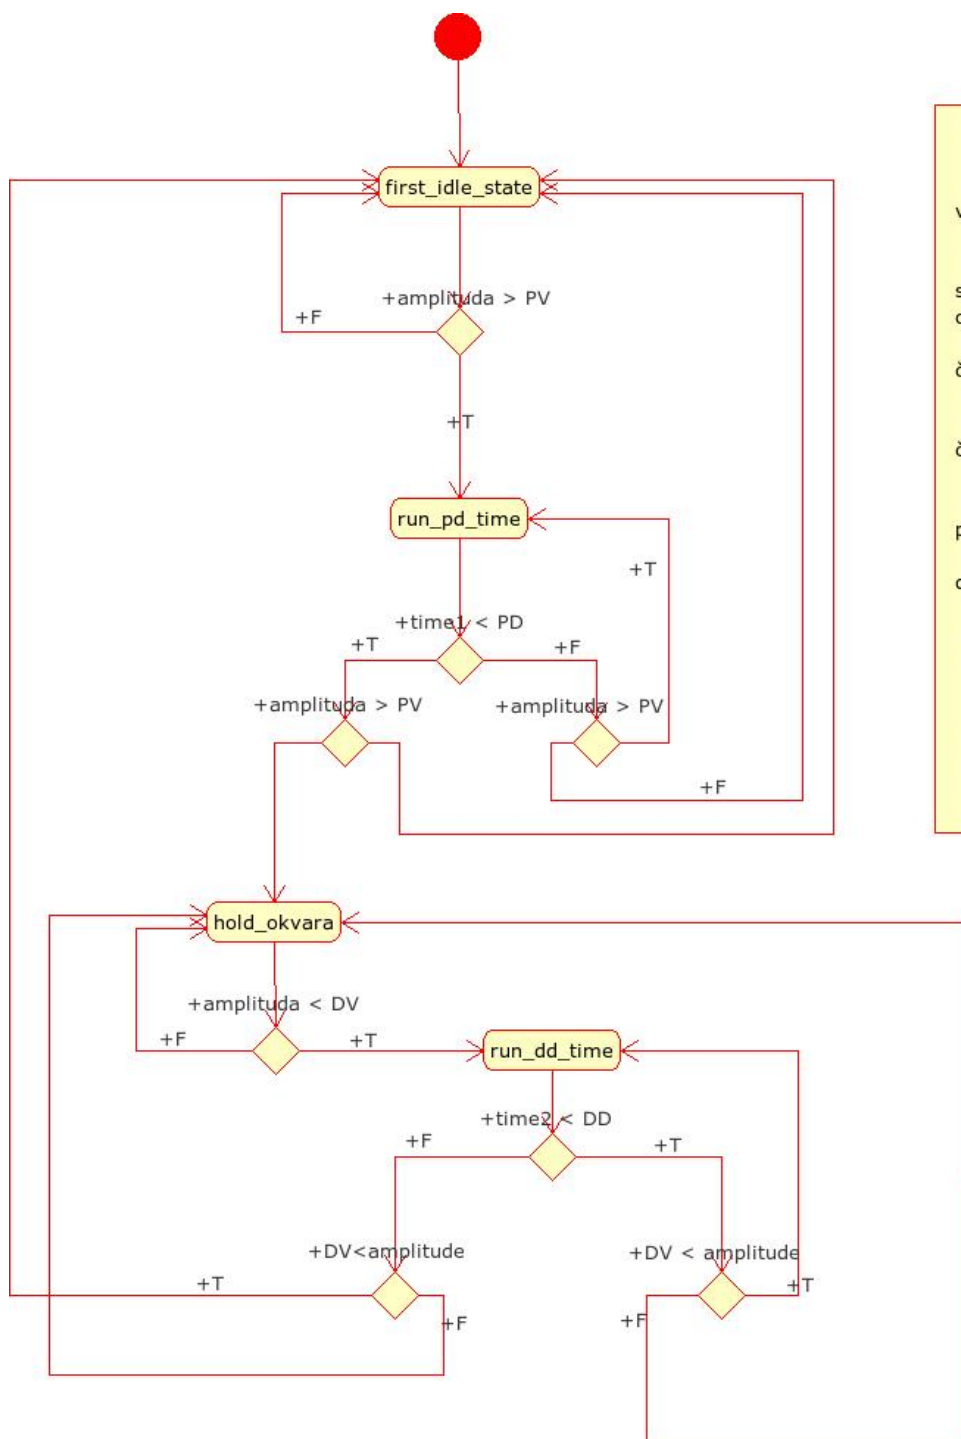 first_idle_state
+amplituda > PV
+F
+T
run_pd_time
+T
+time1 < PD
+T
+F
+amplituda > PV
+amplituda > PV
+F
hold_okvara
+amplituda < DV
+F
+T
run_dd_time
+time2 < DD
+F
+T
+DV<amplitude
+DV < amplitude
+T
+T
+F
+F